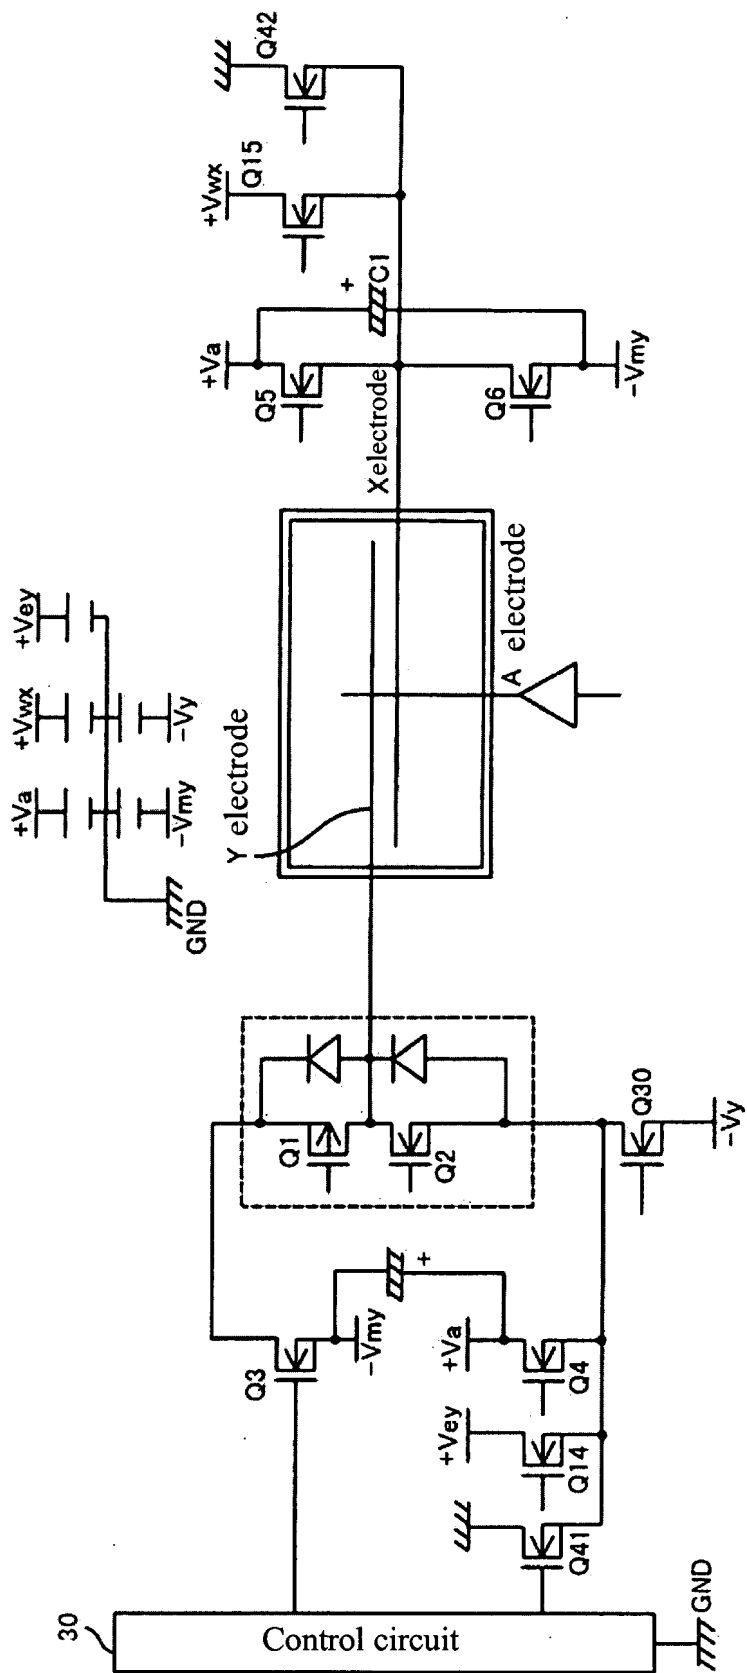 30
Control circuit
GND
Q3
-Vmy
+
+Vey
+Va
Q41
Q14
Q4
Q1
Q2
Q30
-Vy
+Va
+Vwx
+Vey
-Vmy
-Vy
GND
Y electrode
A electrode
X electrode
+Va
Q5
+
C1
Q6
-Vmy
+Vwx
Q15
Q42